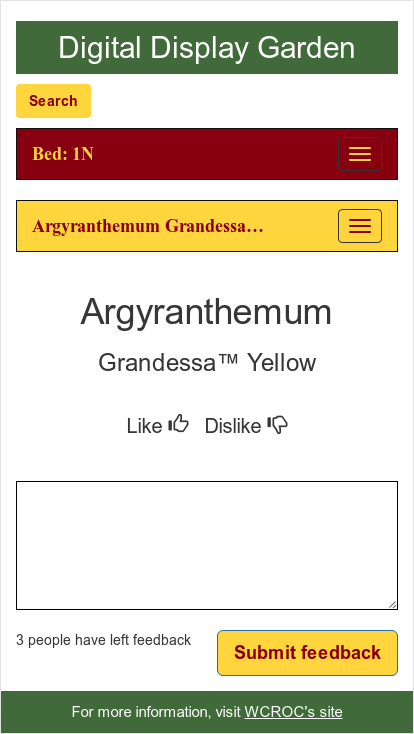 Digital Display Garden
Search
Bed: 1N
Argyranthemum Grandessa…
Argyranthemum
Grandessa™ Yellow
Like Dislike
3 people have left feedback
Submit feedback
For more information, visit WCROC's site